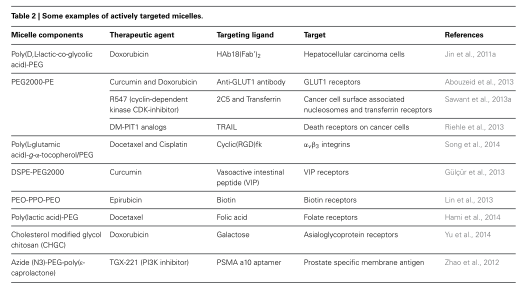 Table 2 | Some examples of actively targeted micelles.
Micelle components Therapeutic agent Targeting ligand Target References
Poly(D,L-lactic-co-glycolic Doxorubicin HAb18(Fab')2 Hepatocellular carcinoma cells Jin et al., 2011a
acid)-PEG
PEG2000-PE Curcumin and Doxorubicin Anti-GLUT1 antibody GLUT1 receptors Abouzeid et al., 2013
R547 (cyclin-dependent 2C5 and Transferrin Cancer cell surface associated Sawant et al., 2013a
kinase CDK-inhibitor) nucleosomes and transferrin receptors
DM-PIT1 analogs TRAIL Death receptors on cancer cells Riehle et al., 2013
Poly(L-glutamic Docetaxel and Cisplatin Cyclic(RGD)fk αvβ3 integrins Song et al., 2014
acid)-g-α-tocopherol/PEG
DSPE-PEG2000 Curcumin Vasoactive intestinal VIP receptors Gülçür et al., 2013
peptide (VIP)
PEO-PPO-PEO Epirubicin Biotin Biotin receptors Lin et al., 2013
Poly(lactic acid)-PEG Docetaxel Folic acid Folate receptors Hami et al., 2014
Cholesterol modified glycol Doxorubicin Galactose Asialoglycoprotein receptors Yu et al., 2014
chitosan (CHGC)
Azide (N3)-PEG-poly(ε- TGX-221 (PI3K inhibitor) PSMA a10 aptamer Prostate specific membrane antigen Zhao et al., 2012
caprolactone)